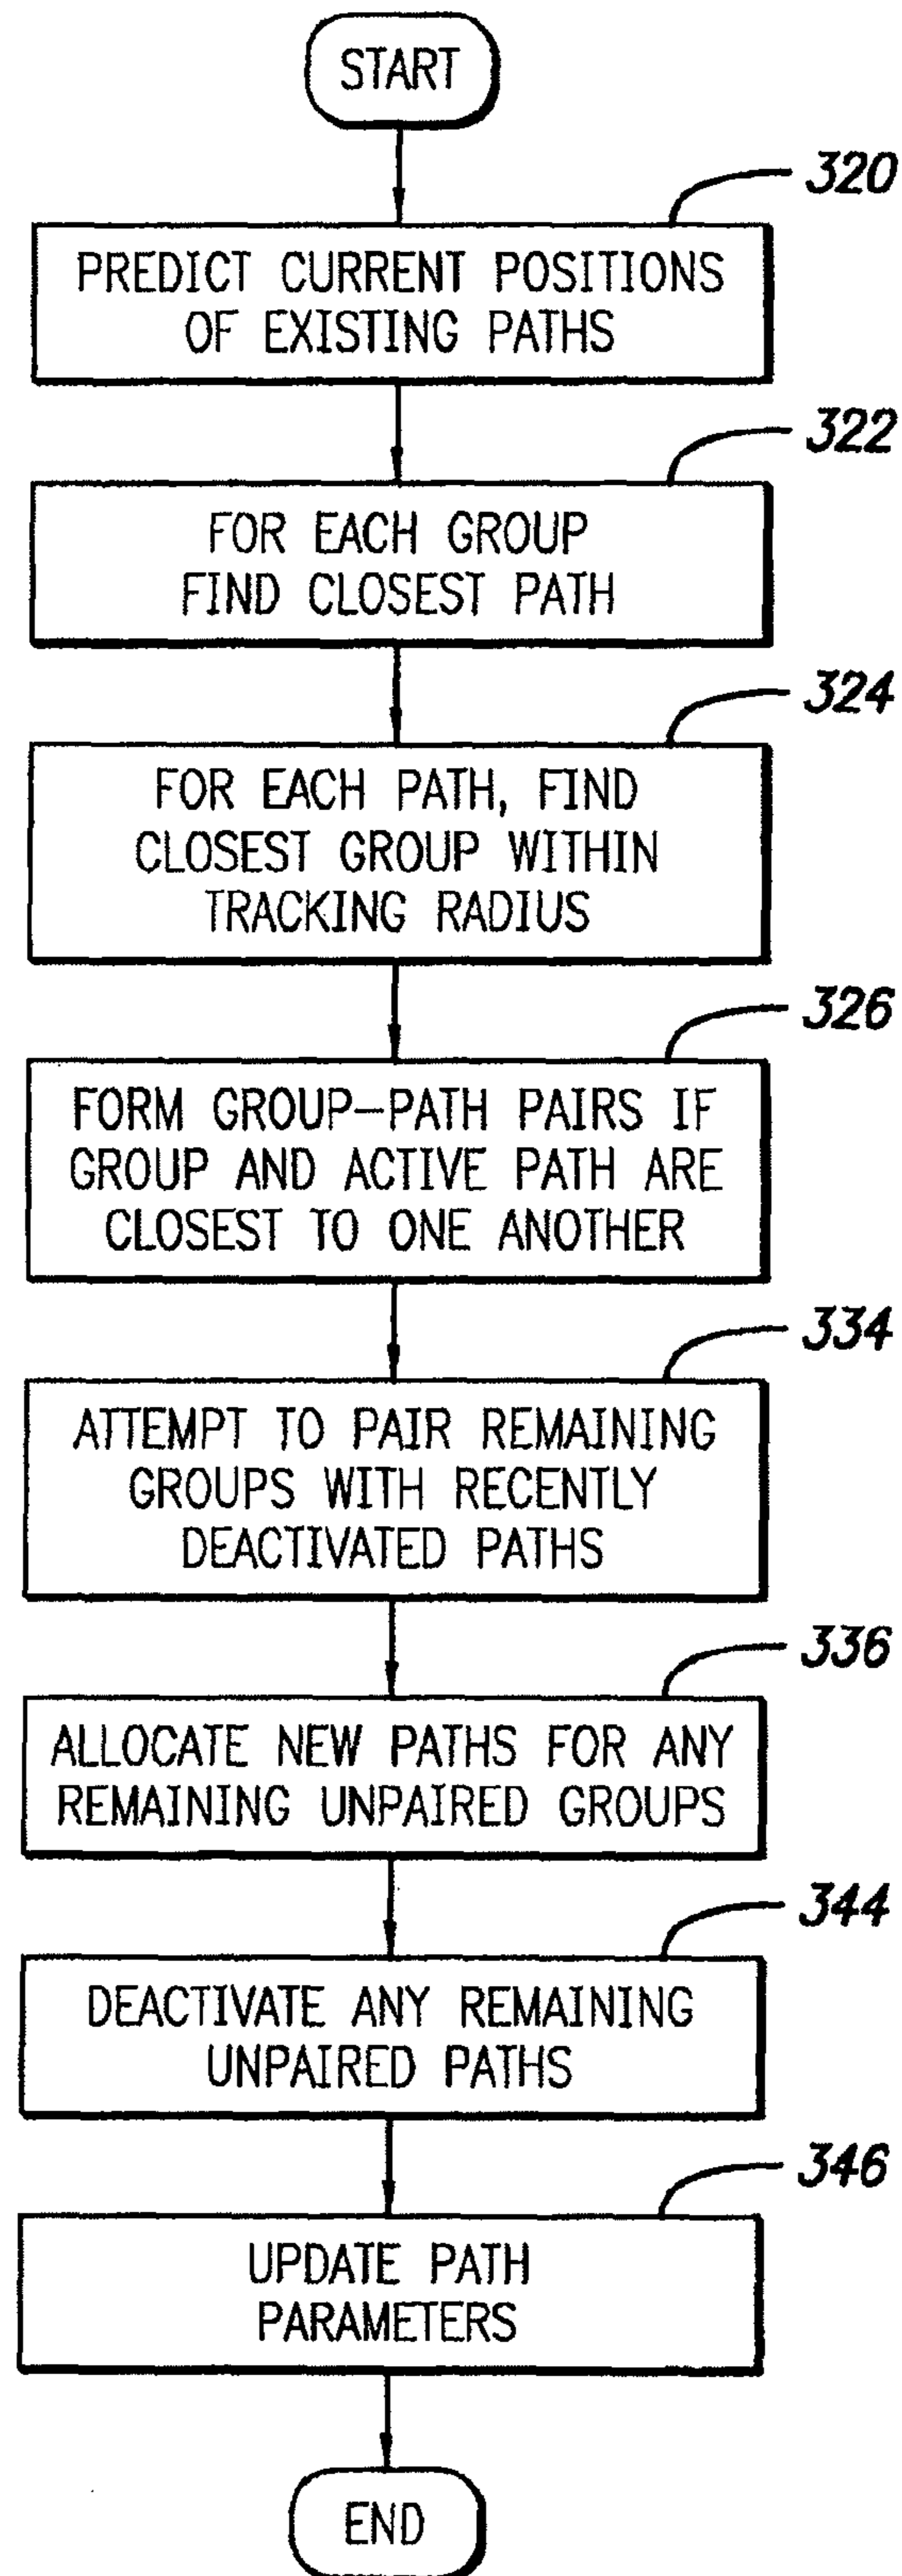 START
320
PREDICT CURRENT POSITIONS
OF EXISTING PATHS
322
FOR EACH GROUP
FIND CLOSEST PATH
324
FOR EACH PATH, FIND
CLOSEST GROUP WITHIN
TRACKING RADIUS
326
FORM GROUP-PATH PAIRS IF
GROUP AND ACTIVE PATH ARE
CLOSEST TO ONE ANOTHER
334
ATTEMPT TO PAIR REMAINING
GROUPS WITH RECENTLY
DEACTIVATED PATHS
336
ALLOCATE NEW PATHS FOR ANY
REMAINING UNPAIRED GROUPS
344
DEACTIVATE ANY REMAINING
UNPAIRED PATHS
346
UPDATE PATH
PARAMETERS
END